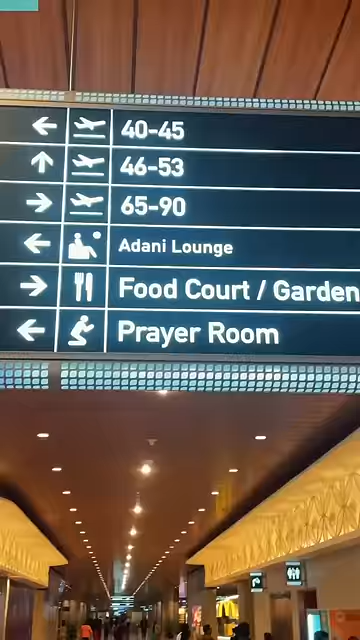 40-45
46-53
65-90
Adani Lounge
Food Court / Garden
Prayer Room